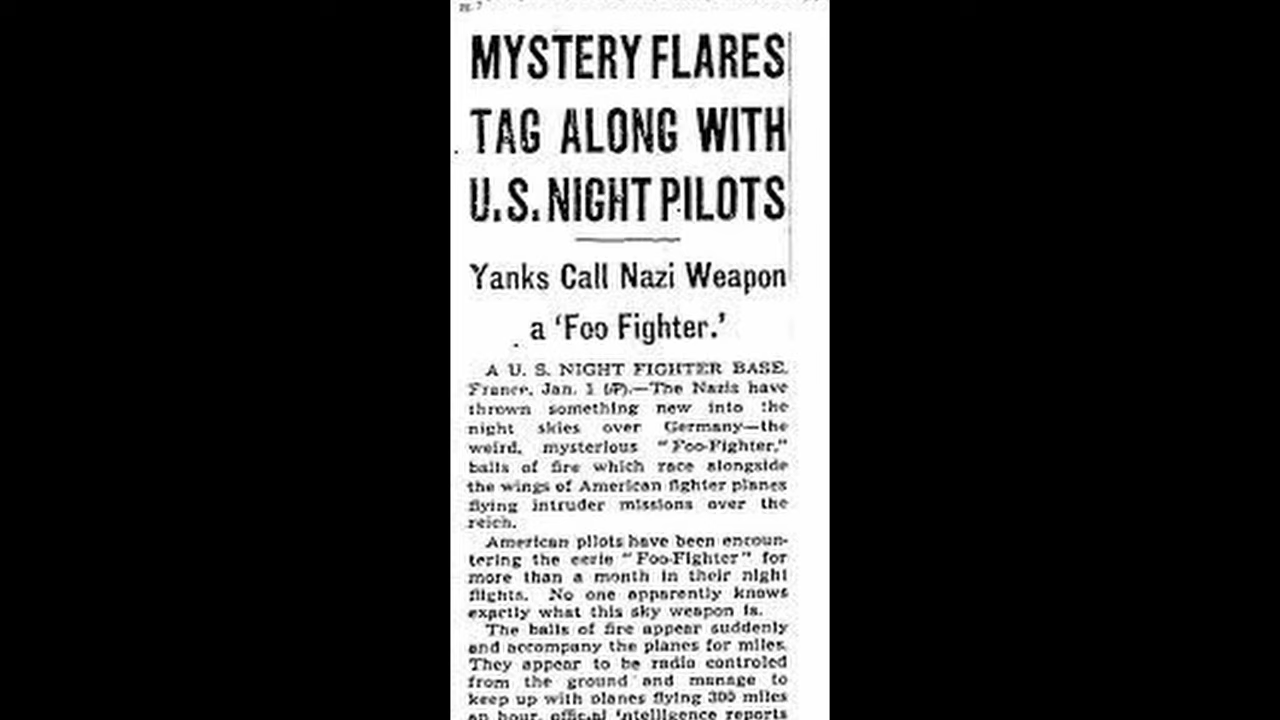 MYSTERY FLARES
TAG ALONG WITH
U.S. NIGHT PILOTS
Yanks Call Nazi Weapon
a ‘Foo Fighter.’
A U. S. NIGHT FIGHTER BASE,
France, Jan. 1 (AP).—The Nazis have
thrown something new into the
night skies over Germany—the
weird, mysterious "Foo-Fighter,"
balls of fire which race alongside
the wings of American fighter planes
flying intruder missions over the
reich.
American pilots have been encoun-
tering the eerie "Foo-Fighter" for
more than a month in their night
flights. No one apparently knows
exactly what this sky weapon is.
The balls of fire appear suddenly
and accompany the planes for miles.
They appear to be radio controled
from the ground and manage to
keep up with planes flying 300 miles
an hour, official intelligence reports